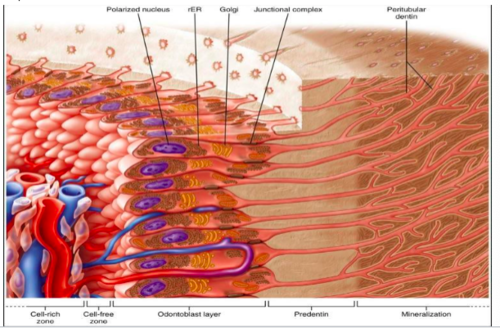 Polarized nucleus rER Golgi Junctional complex Peritubular
dentin
Cell-rich Cell-free Odontoblast layer Predentin Mineralization
zone zone